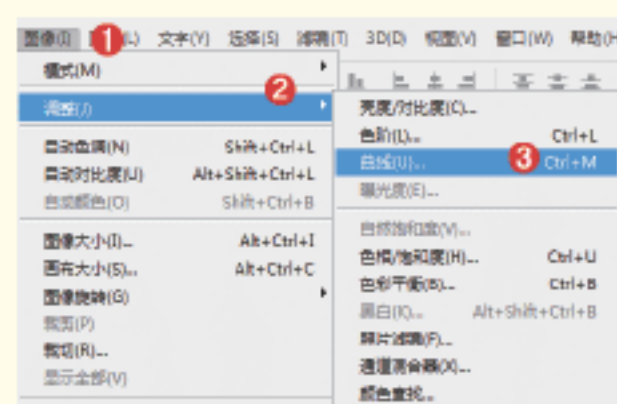 图像(I) ❶ (L) 文字(Y) 选择(S) 滤镜(T) 3D(D) 视图(V) 窗口(W) 帮助(H
模式(M)
❷
调整(J)
亮度/对比度(C)...
色阶(L)... Ctrl+L
曲线(U)... ❸ Ctrl+M
曝光度(E)...
自然饱和度(V)...
色相/饱和度(H)... Ctrl+U
色彩平衡(B)... Ctrl+B
黑白(K)... Alt+Shift+Ctrl+B
照片滤镜(F)...
通道混合器(X)...
颜色查找...
自动色调(N) Shift+Ctrl+L
自动对比度(U) Alt+Shift+Ctrl+L
自动颜色(O) Shift+Ctrl+B
图像大小(I)... Alt+Ctrl+I
画布大小(S)... Alt+Ctrl+C
图像旋转(G)
裁剪(P)
裁切(R)...
显示全部(V)